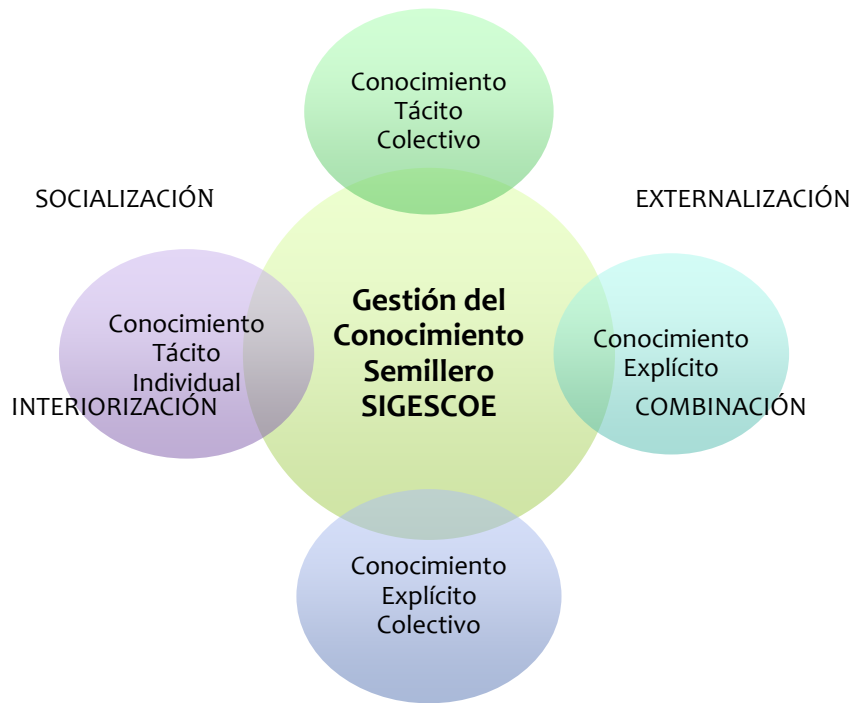 Conocimiento
Tácito
Colectivo
SOCIALIZACIÓN
EXTERNALIZACIÓN
Conocimiento
Tácito
Individual
INTERIORIZACIÓN
Gestión del
Conocimiento
Semillero
SIGESCOE
Conocimiento
Explícito
COMBINACIÓN
Conocimiento
Explícito
Colectivo